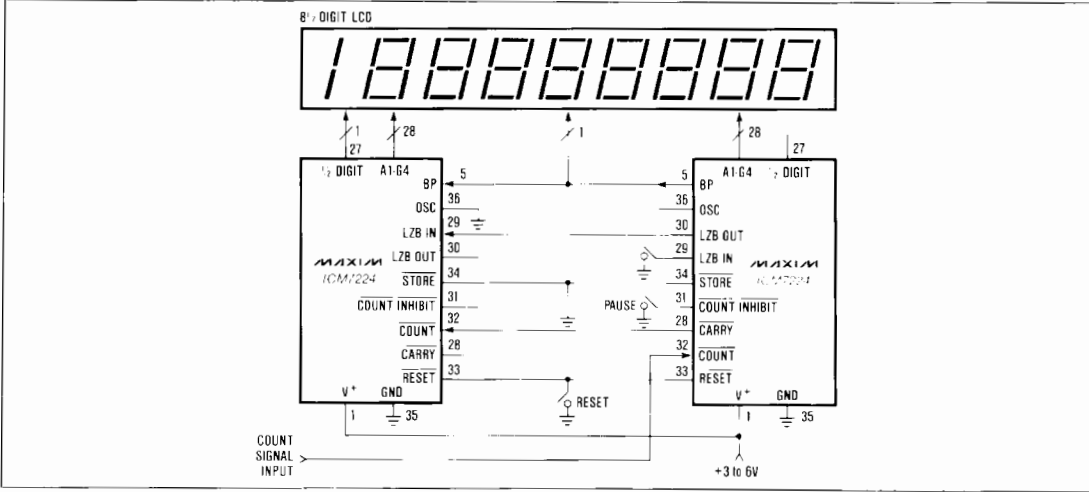 8½ DIGIT LCD
1
28
1
28
27
27
½ DIGIT A1-G4
A1-G4 ½ DIGIT
BP
5
5
BP
OSC
36
36
OSC
LZB IN
29
30
LZB OUT
LZB OUT
30
29
LZB IN
MAXIM
ICM7224
MAXIM
ICM7224
STORE
34
34
STORE
COUNT INHIBIT
31
PAUSE
31
COUNT INHIBIT
COUNT
32
28
CARRY
CARRY
28
32
COUNT
RESET
33
RESET
33
RESET
V+ GND
V+ GND
1
35
1
35
COUNT
SIGNAL
INPUT
+3 to 6V